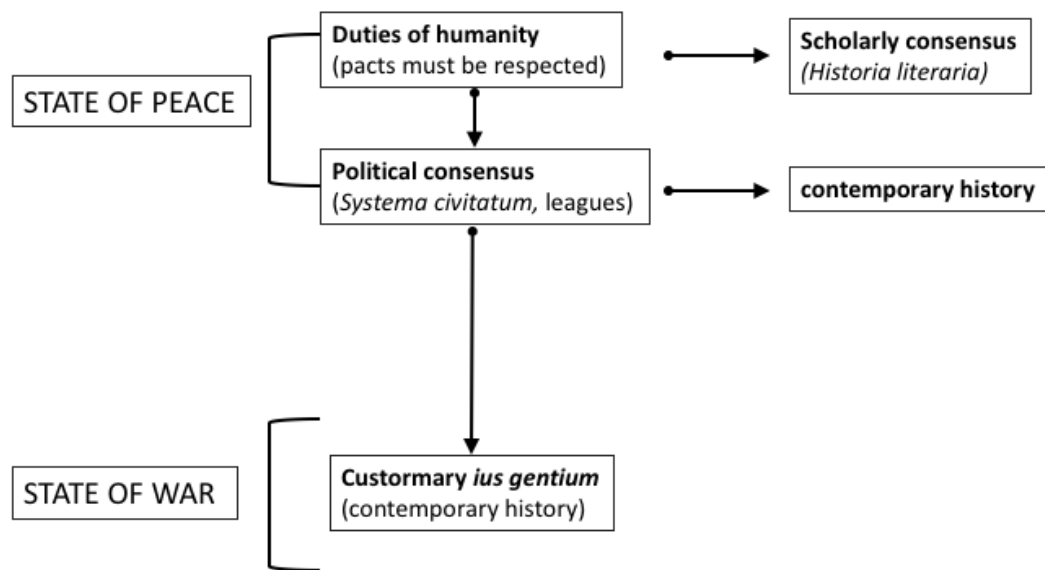 Duties of humanity
(pacts must be respected)
Scholarly consensus
(Historia literaria)
STATE OF PEACE
Political consensus
(Systema civitatum, leagues)
contemporary history
Custormary ius gentium
(contemporary history)
STATE OF WAR